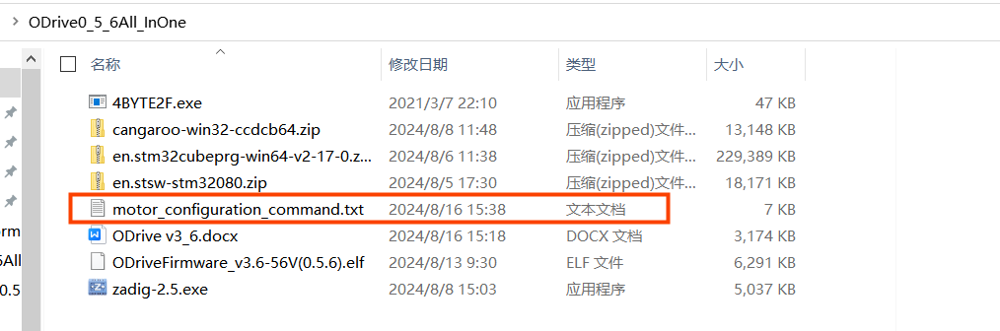 ODrive0_5_6All_InOne
名称 修改日期 类型 大小
4BYTE2F.exe 2021/3/7 22:10 应用程序 47 KB
cangaroo-win32-ccdcb64.zip 2024/8/8 11:48 压缩(zipped)文件... 13,148 KB
en.stm32cubeprg-win64-v2-17-0.z... 2024/8/6 11:38 压缩(zipped)文件... 229,389 KB
en.stsw-stm32080.zip 2024/8/5 17:30 压缩(zipped)文件... 18,171 KB
motor_configuration_command.txt 2024/8/16 15:38 文本文档 7 KB
orm ODrive v3_6.docx 2024/8/16 15:18 DOCX 文档 3,174 KB
6All ODriveFirmware_v3.6-56V(0.5.6).elf 2024/8/13 9:30 ELF 文件 6,291 KB
0.5 zadig-2.5.exe 2024/8/8 15:03 应用程序 5,037 KB